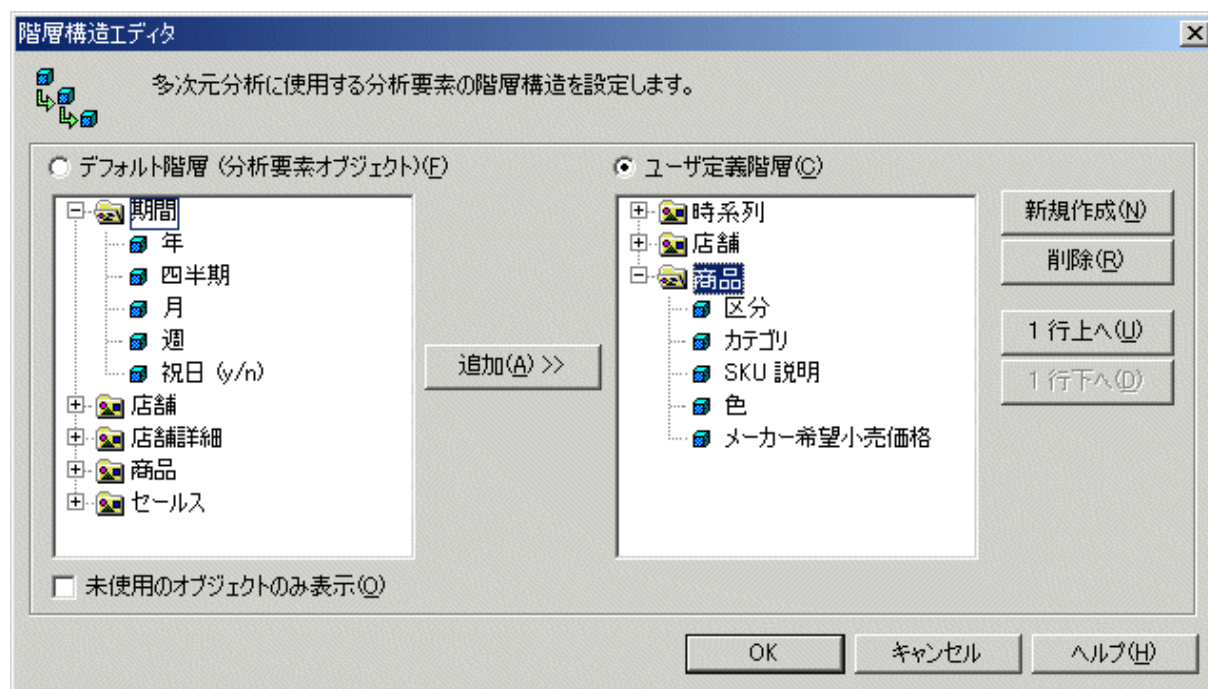 階層構造エディタ
多次元分析に使用する分析要素の階層構造を設定します。
デフォルト階層 (分析要素オブジェクト)(F)
ユーザ定義階層(C)
期間
年
四半期
月
週
祝日 (y/n)
店舗
店舗詳細
商品
セールス
追加(A) >>
時系列
店舗
商品
区分
カテゴリ
SKU 説明
色
メーカー希望小売価格
新規作成(N)
削除(R)
1 行上へ(U)
1 行下へ(D)
未使用のオブジェクトのみ表示(O)
OK
キャンセル
ヘルプ(H)